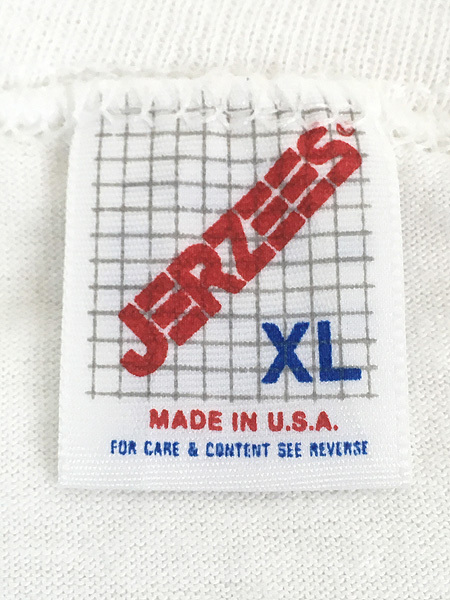 JERZEES
XL
MADE IN U.S.A.
FOR CARE & CONTENT SEE REVERSE